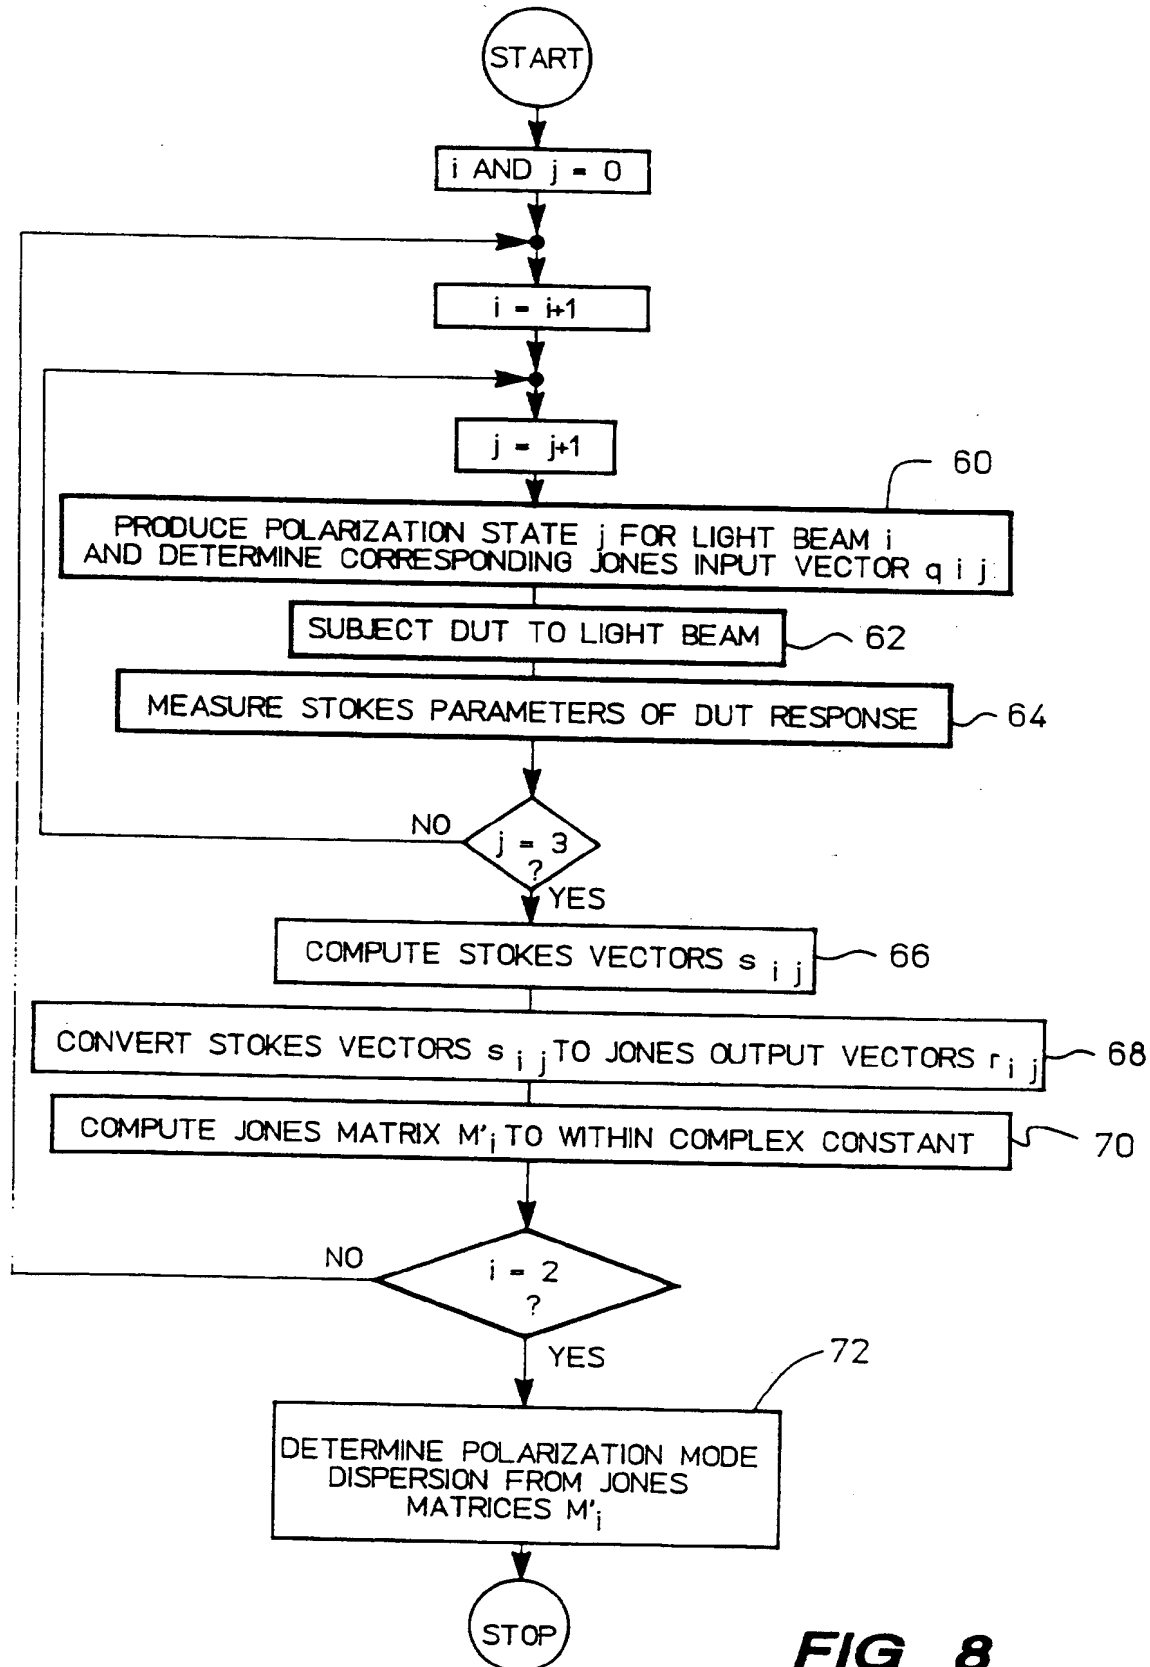 START
i AND j = 0
i = i+1
j = j+1
60
PRODUCE POLARIZATION STATE j FOR LIGHT BEAM i
AND DETERMINE CORRESPONDING JONES INPUT VECTOR q i j
SUBJECT DUT TO LIGHT BEAM
62
MEASURE STOKES PARAMETERS OF DUT RESPONSE
64
NO
j = 3
?
YES
COMPUTE STOKES VECTORS s i j
66
CONVERT STOKES VECTORS s i j TO JONES OUTPUT VECTORS r i j
68
COMPUTE JONES MATRIX M' i TO WITHIN COMPLEX CONSTANT
70
NO
i = 2
?
YES
72
DETERMINE POLARIZATION MODE
DISPERSION FROM JONES
MATRICES M' i
STOP
FIG 8